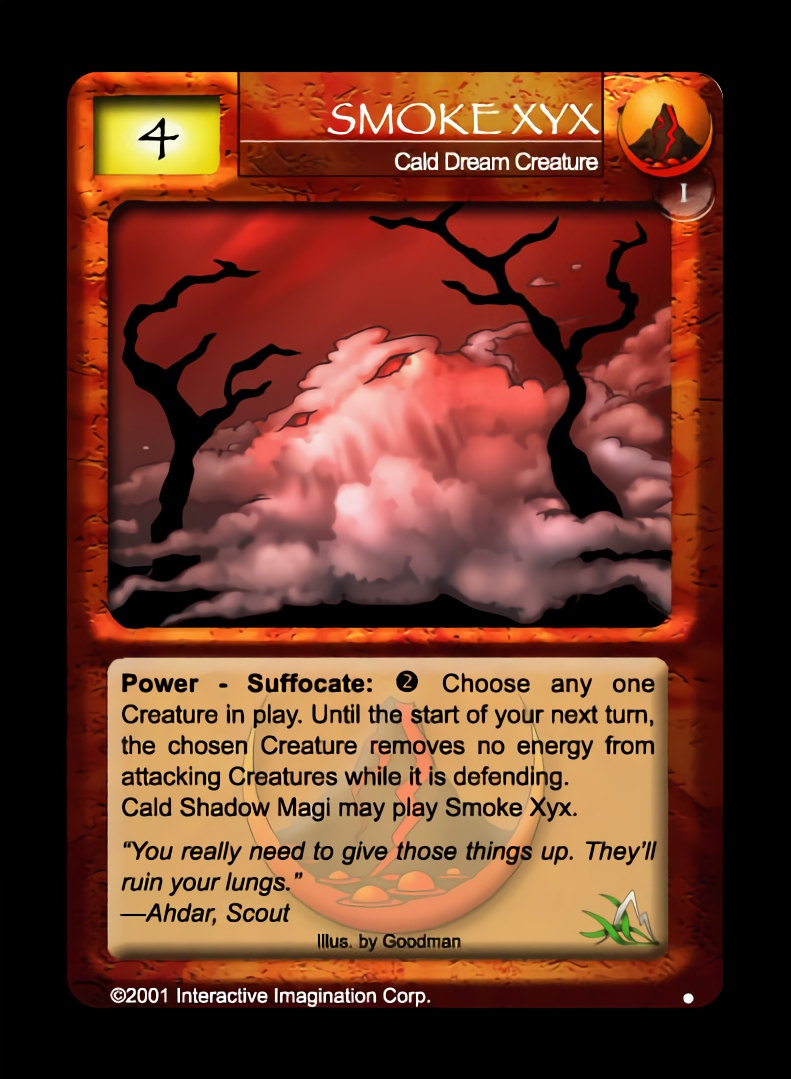 4
SMOKE XYX
Cald Dream Creature
I
Power - Suffocate: ❷ Choose any one
Creature in play. Until the start of your next turn,
the chosen Creature removes no energy from
attacking Creatures while it is defending.
Cald Shadow Magi may play Smoke Xyx.
“You really need to give those things up. They’ll
ruin your lungs.”
—Ahdar, Scout
Illus. by Goodman
©2001 Interactive Imagination Corp.